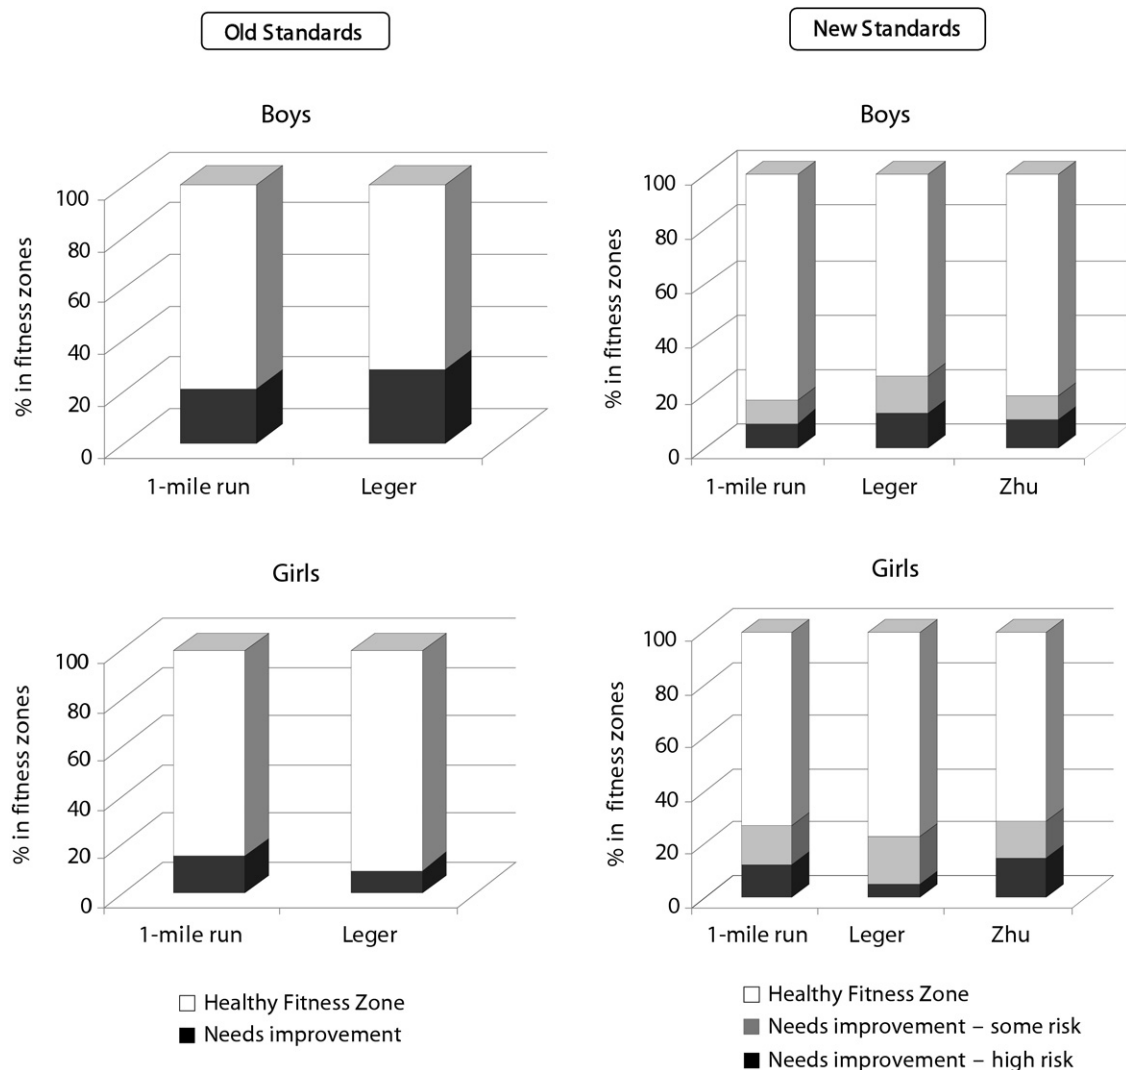 Old Standards
Boys
% in fitness zones
100
80
60
40
20
0
1-mile run Leger
Girls
% in fitness zones
100
80
60
40
20
0
1-mile run Leger
Healthy Fitness Zone
Needs improvement
New Standards
Boys
% in fitness zones
100
80
60
40
20
0
1-mile run Leger Zhu
Girls
% in fitness zones
100
80
60
40
20
0
1-mile run Leger Zhu
Healthy Fitness Zone
Needs improvement – some risk
Needs improvement – high risk